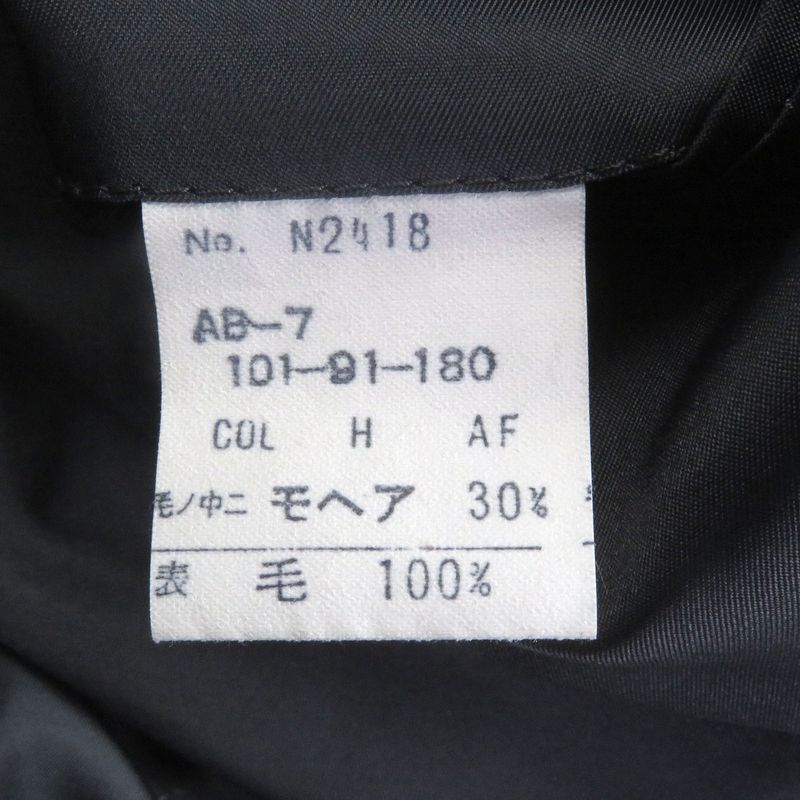 No. N2418
AB-7
101-91-180
COL H AF
毛ノ中ニ モヘア 30%
表 毛 100%